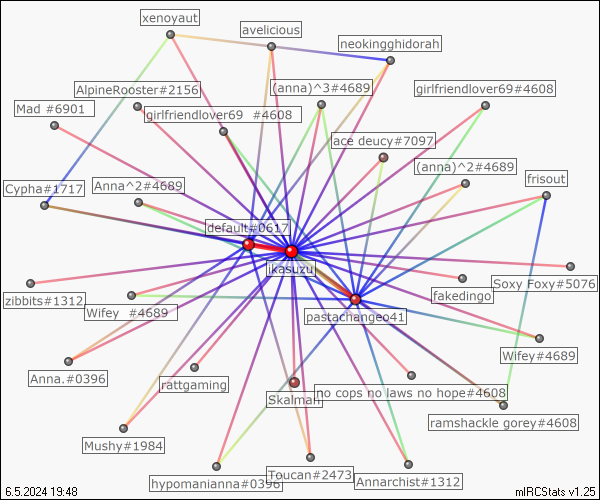 xenoyaut
avelicious
neokingghidorah
AlpineRooster#2156
(anna)^3#4689
girlfriendlover69#4608
Mad #6901
girlfriendlover69 #4608
ace deucy#7097
(anna)^2#4689
Cypha#1717
Anna^2#4689
frisout
default#0617
ikasuzu
zibbits#1312
Wifey #4689
fakedingo
Soxy Foxy#5076
pastachangeo41
Wifey#4689
Anna.#0396
rattgaming
Skalman
no cops no laws no hope#4608
ramshackle gorey#4608
Mushy#1984
hypomanianna#0396
Toucan#2473
Annarchist#1312
6.5.2024 19:48
mIRCStats v1.25